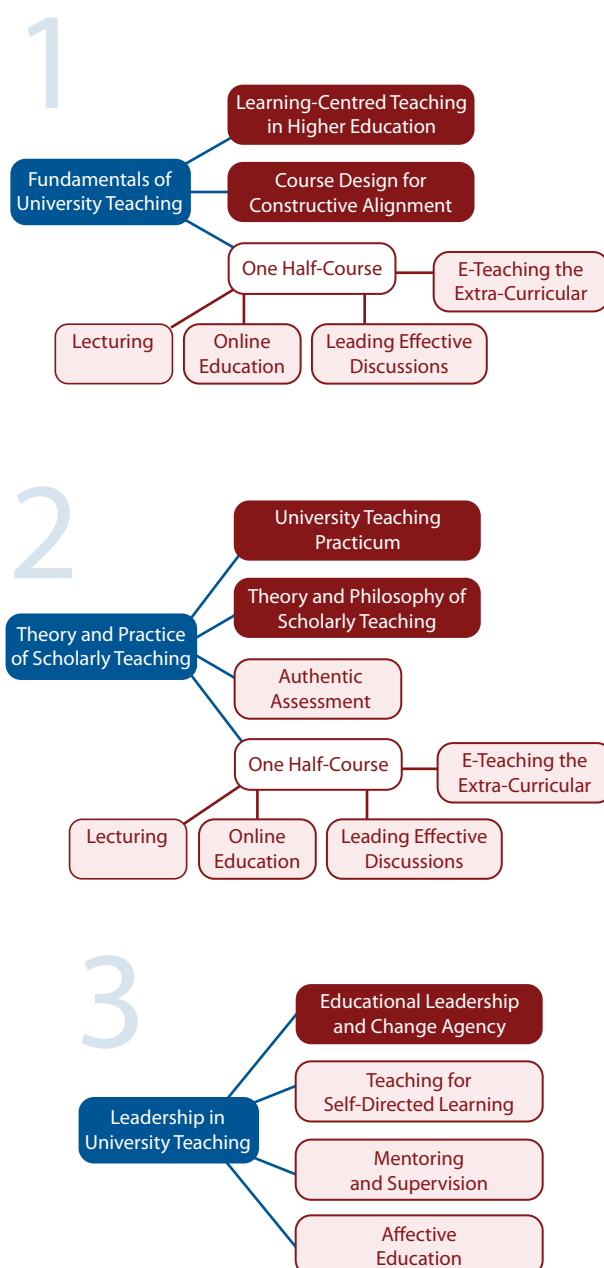 1
Learning-Centred Teaching
in Higher Education
Fundamentals of
University Teaching
Course Design for
Constructive Alignment
One Half-Course
E-Teaching the
Extra-Curricular
Lecturing
Online
Education
Leading Effective
Discussions
2
University Teaching
Practicum
Theory and Philosophy of
Scholarly Teaching
Theory and Practice
of Scholarly Teaching
Authentic
Assessment
One Half-Course
E-Teaching the
Extra-Curricular
Lecturing
Online
Education
Leading Effective
Discussions
3
Educational Leadership
and Change Agency
Teaching for
Self-Directed Learning
Leadership in
University Teaching
Mentoring
and Supervision
Affective
Education